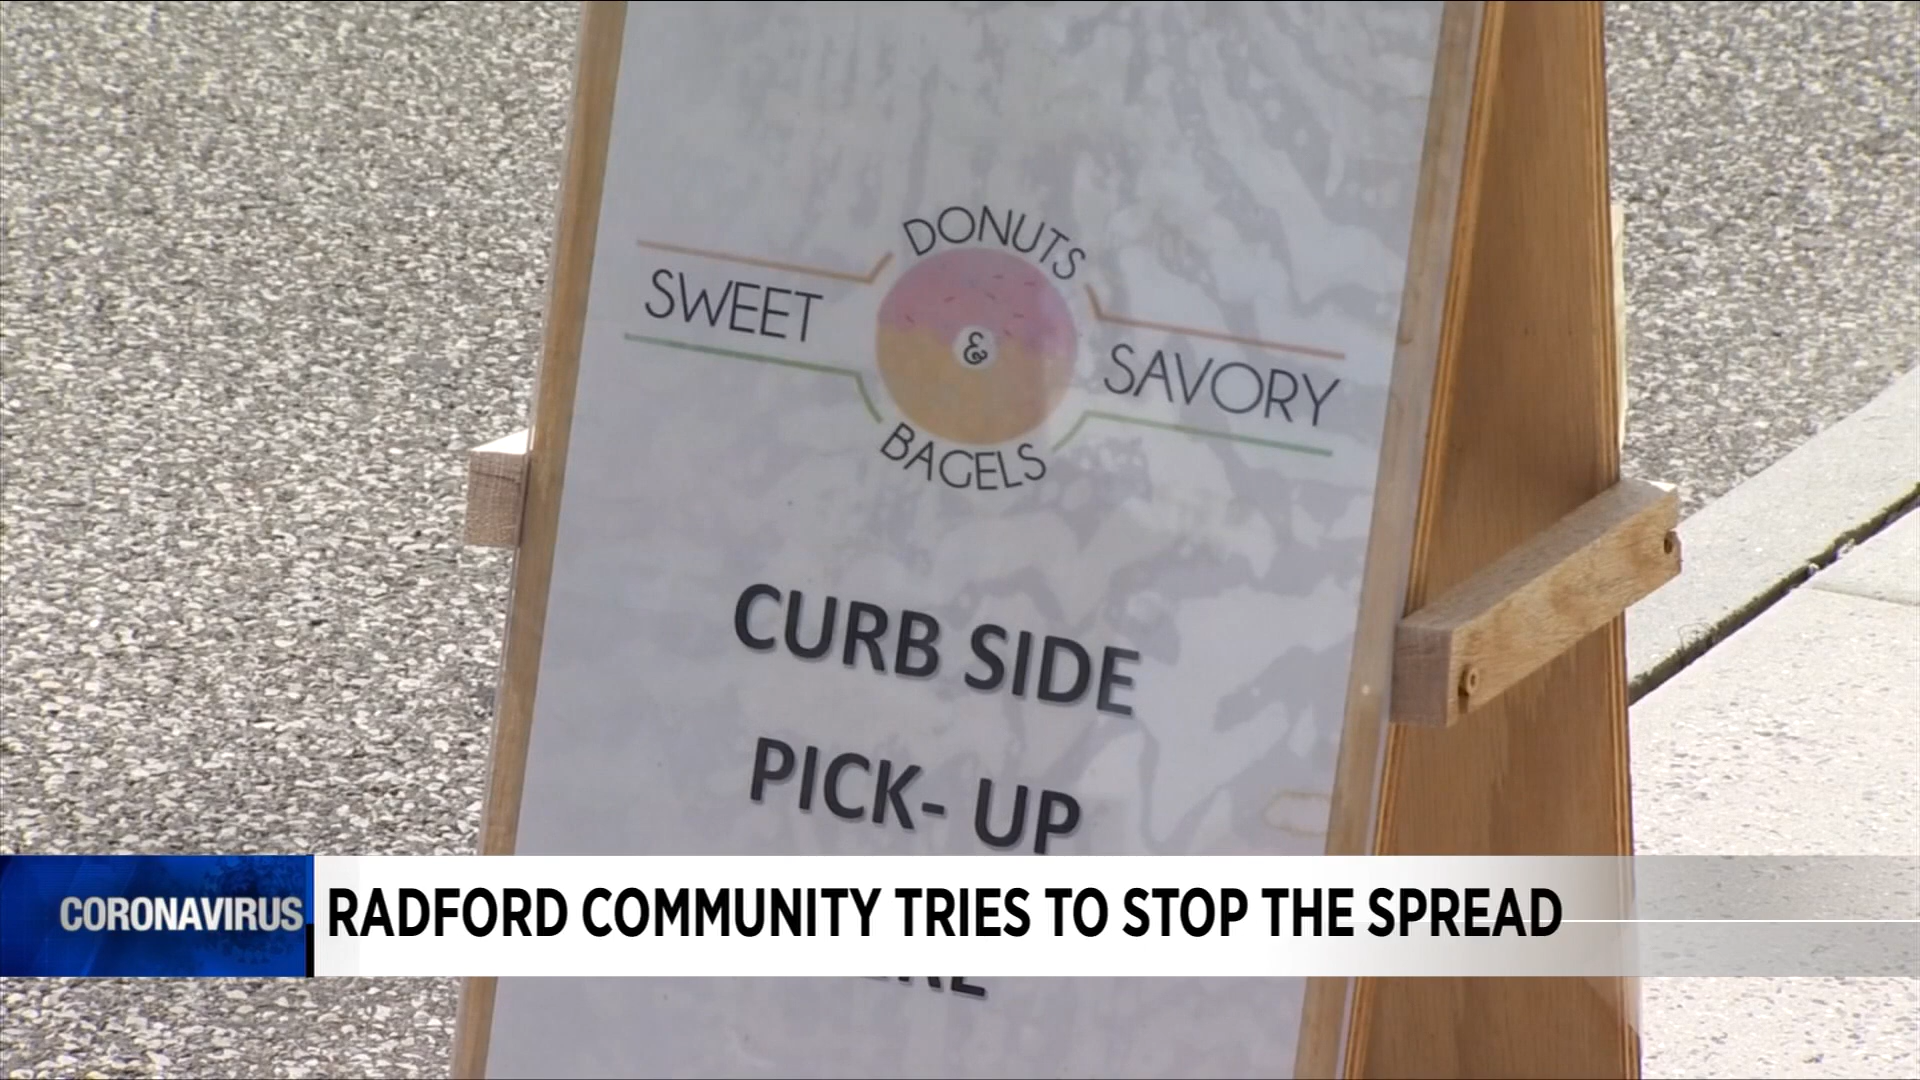 DONUTS
SWEET & SAVORY
BAGELS
CURB SIDE
PICK- UP
CORONAVIRUS
RADFORD COMMUNITY TRIES TO STOP THE SPREAD